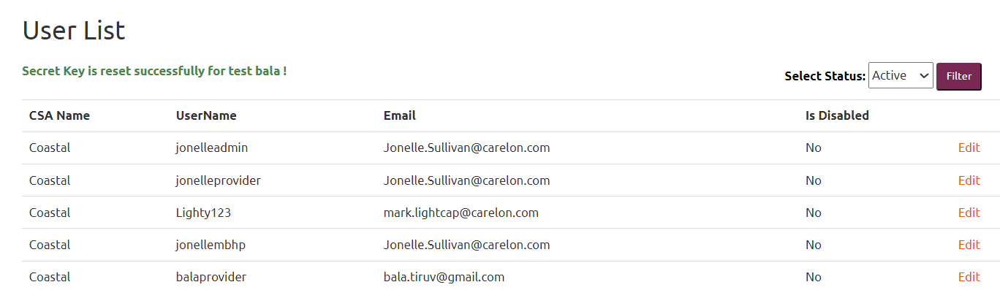 User List
Secret Key is reset successfully for test bala !
Select Status: Active Filter
CSA Name UserName Email Is Disabled
Coastal jonelleadmin Jonelle.Sullivan@carelon.com No Edit
Coastal jonelleprovider Jonelle.Sullivan@carelon.com No Edit
Coastal Lighty123 mark.lightcap@carelon.com No Edit
Coastal jonellembhp Jonelle.Sullivan@carelon.com No Edit
Coastal balaprovider bala.tiruv@gmail.com No Edit